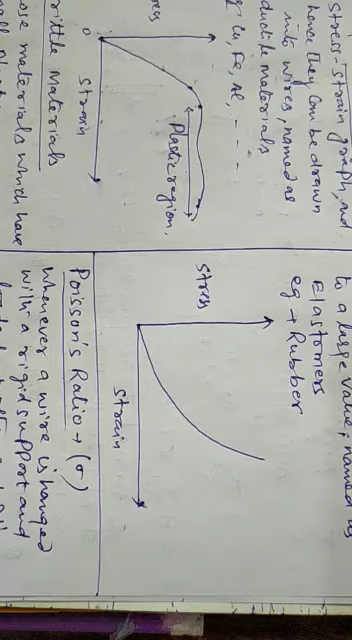 stress-strain graph, and
hence they can be drawn
into wires, named as
ductile materials
Cu, Fe, Al, - - -
Plastic region.
O
Strain
Brittle Materials
those materials which have
to a large value, named as
Elastomers
eg → Rubber
Stress
Strain
Poisson's Ratio → (σ)
Whenever a wire is hanged
with a rigid support and